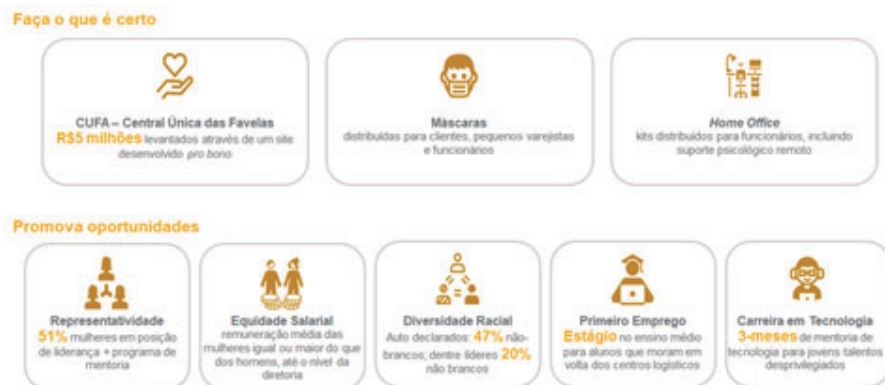 Faça o que é certo
CUFA – Central Única das Favelas
R$5 milhões levantados através de um site
desenvolvido pro bono
Máscaras
distribuídas para clientes, pequenos varejistas
e funcionários
Home Office
kits distribuídos para funcionários, incluindo
suporte psicológico remoto
Promova oportunidades
Representatividade
51% mulheres em posição
de liderança + programa de
mentoria
Equidade Salarial
remuneração média das
mulheres igual ou maior do que
dos homens, até o nível da
diretoria
Diversidade Racial
Auto declarados: 47% não-
brancos; dentre líderes 20%
não brancos
Primeiro Emprego
Estágio no ensino médio
para alunos que moram em
volta dos centros logísticos
Carreira em Tecnologia
3-meses de mentoria de
tecnologia para jovens talentos
desprivilegiados